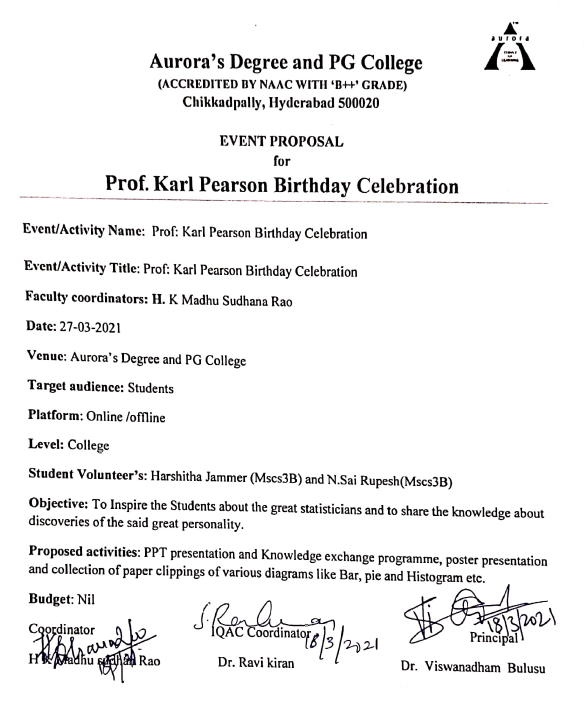 aurora
Aurora's Degree and PG College
(ACCREDITED BY NAAC WITH 'B++' GRADE)
Chikkadpally, Hyderabad 500020
EVENT PROPOSAL
for
Prof. Karl Pearson Birthday Celebration
Event/Activity Name: Prof: Karl Pearson Birthday Celebration
Event/Activity Title: Prof: Karl Pearson Birthday Celebration
Faculty coordinators: H. K Madhu Sudhana Rao
Date: 27-03-2021
Venue: Aurora's Degree and PG College
Target audience: Students
Platform: Online /offline
Level: College
Student Volunteer's: Harshitha Jammer (Mscs3B) and N.Sai Rupesh(Mscs3B)
Objective: To Inspire the Students about the great statisticians and to share the knowledge about
discoveries of the said great personality.
Proposed activities: PPT presentation and Knowledge exchange programme, poster presentation
and collection of paper clippings of various diagrams like Bar, pie and Histogram etc.
Budget: Nil
Coordinator
H K Madhu sudhan Rao
IQAC Coordinator
18/3/2021
Dr. Ravi kiran
18/3/2021
Principal
Dr. Viswanadham Bulusu